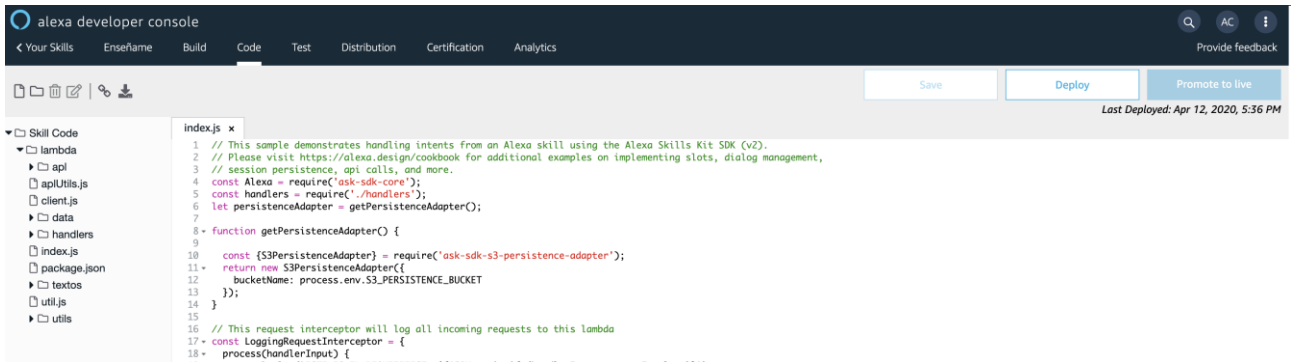 alexa developer console
AC
Your Skills Enseñame Build Code Test Distribution Certification Analytics Provide feedback
Save Deploy Promote to live
Last Deployed: Apr 12, 2020, 5:36 PM
Skill Code
lambda
apl
aplUtils.js
client.js
data
handlers
index.js
package.json
textos
util.js
utils
index.js x
1 // This sample demonstrates handling intents from an Alexa skill using the Alexa Skills Kit SDK (v2).
2 // Please visit https://alexa.design/cookbook for additional examples on implementing slots, dialog management,
3 // session persistence, api calls, and more.
4 const Alexa = require('ask-sdk-core');
5 const handlers = require('./handlers');
6 let persistenceAdapter = getPersistenceAdapter();
7
8 function getPersistenceAdapter() {
9
10 const {S3PersistenceAdapter} = require('ask-sdk-s3-persistence-adapter');
11 return new S3PersistenceAdapter({
12 bucketName: process.env.S3_PERSISTENCE_BUCKET
13 });
14 }
15
16 // This request interceptor will log all incoming requests to this lambda
17 const LoggingRequestInterceptor = {
18 process(handlerInput) {